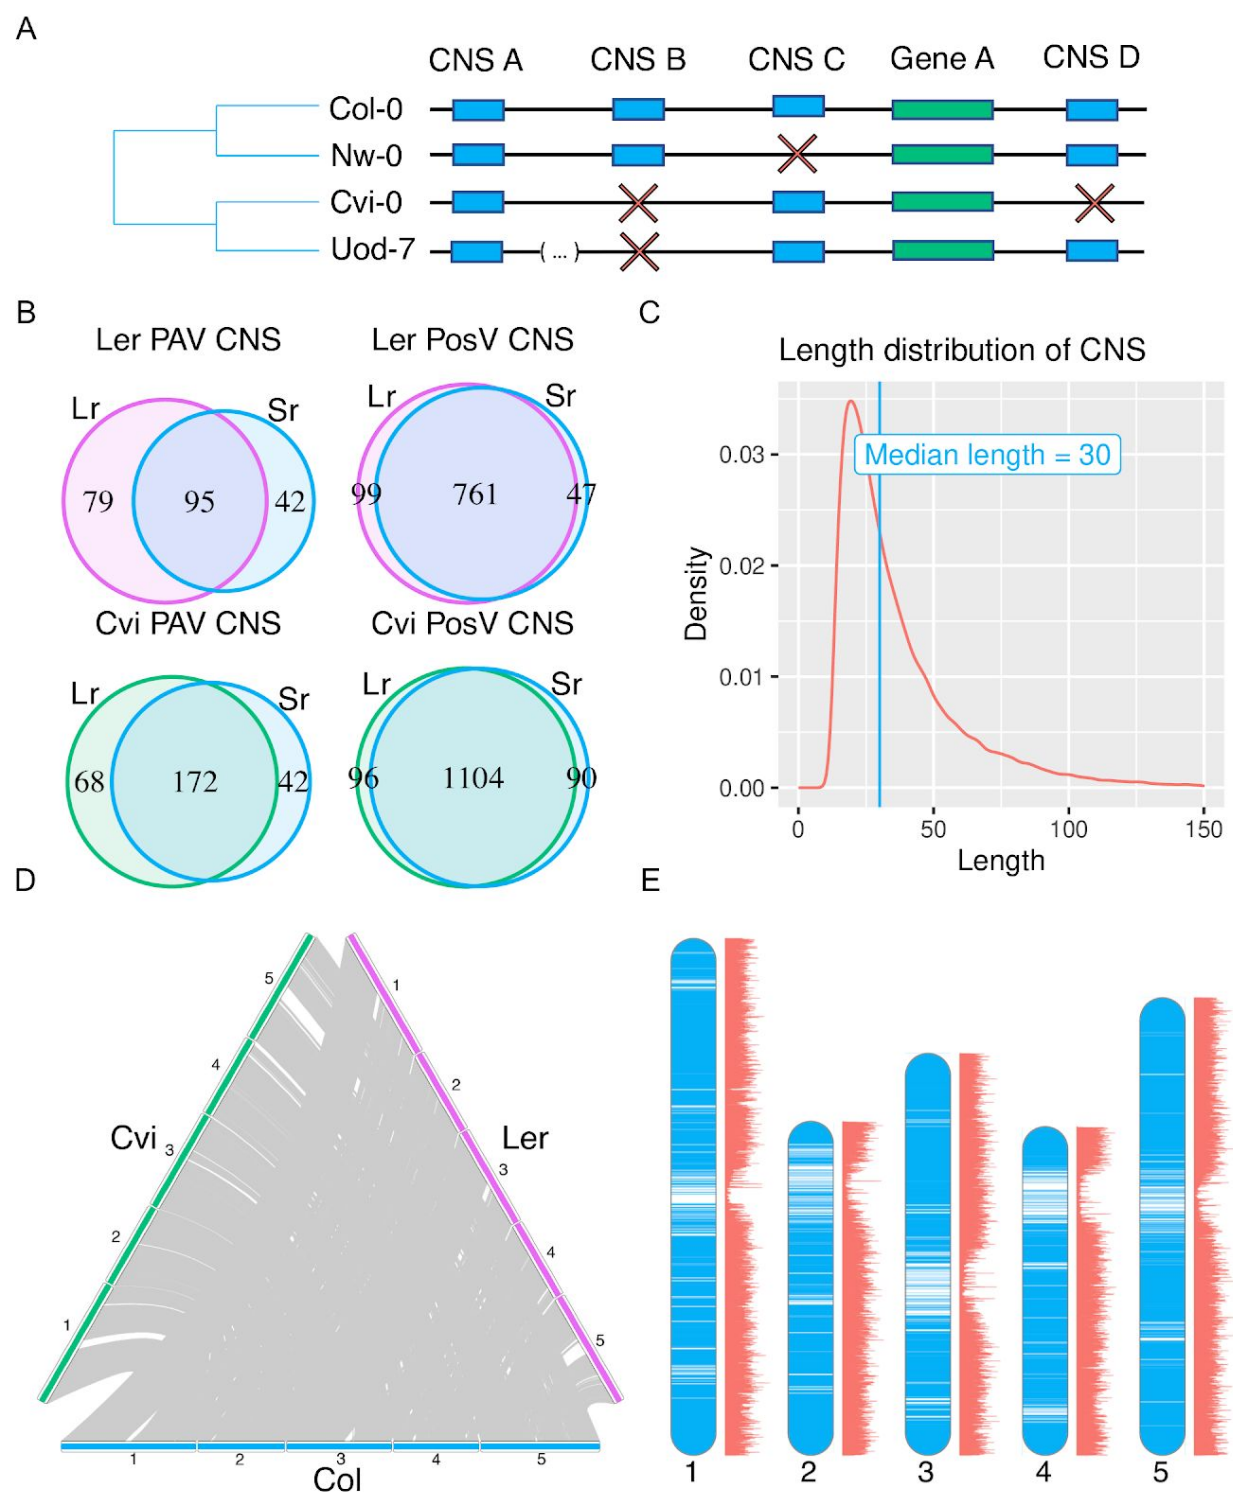 A
CNS A CNS B CNS C Gene A CNS D
Col-0
Nw-0
Cvi-0
Uod-7 ( ... )
B
Ler PAV CNS Ler PosV CNS
Lr Sr Lr Sr
79 95 42 99 761 47
Cvi PAV CNS Cvi PosV CNS
Lr Sr Lr Sr
68 172 42 96 1104 90
C
Length distribution of CNS
Median length = 30
Density
0.03
0.02
0.01
0.00
0 50 100 150
Length
D
Cvi
5
4
3
2
1
Ler
1
2
3
4
5
1 2 3 4 5
Col
E
1 2 3 4 5